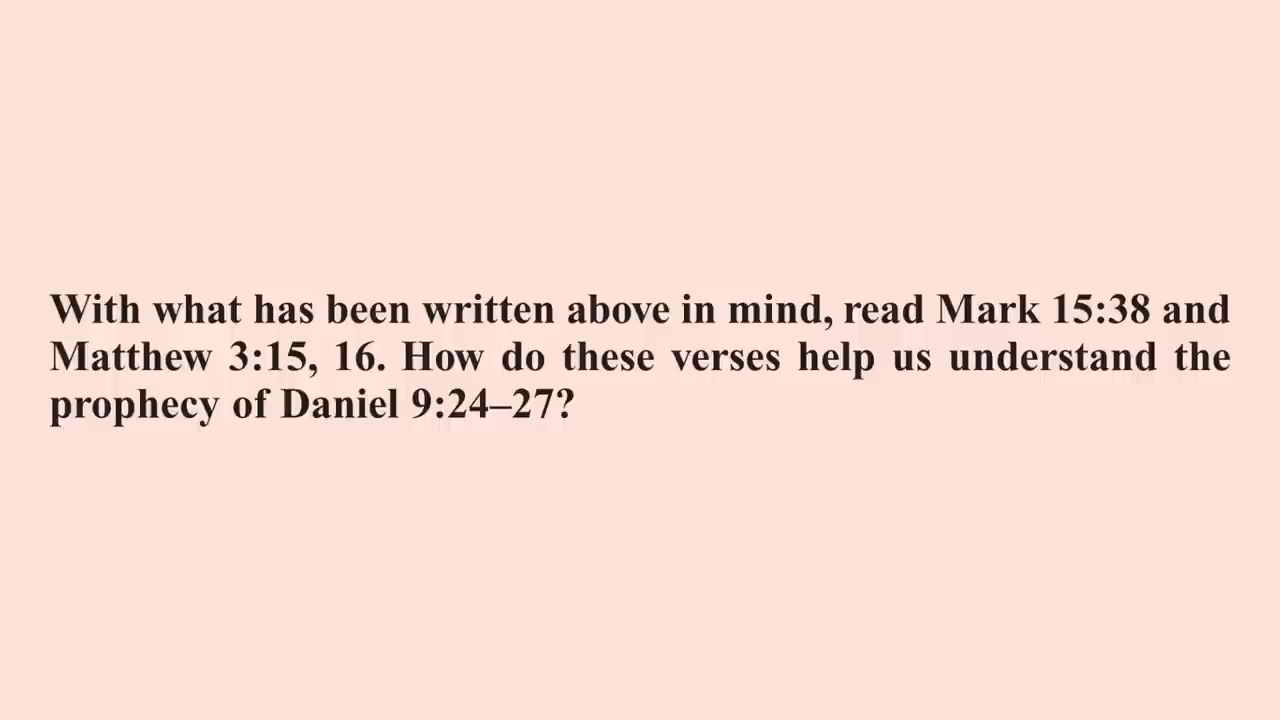 With what has been written above in mind, read Mark 15:38 and
Matthew 3:15, 16. How do these verses help us understand the
prophecy of Daniel 9:24–27?